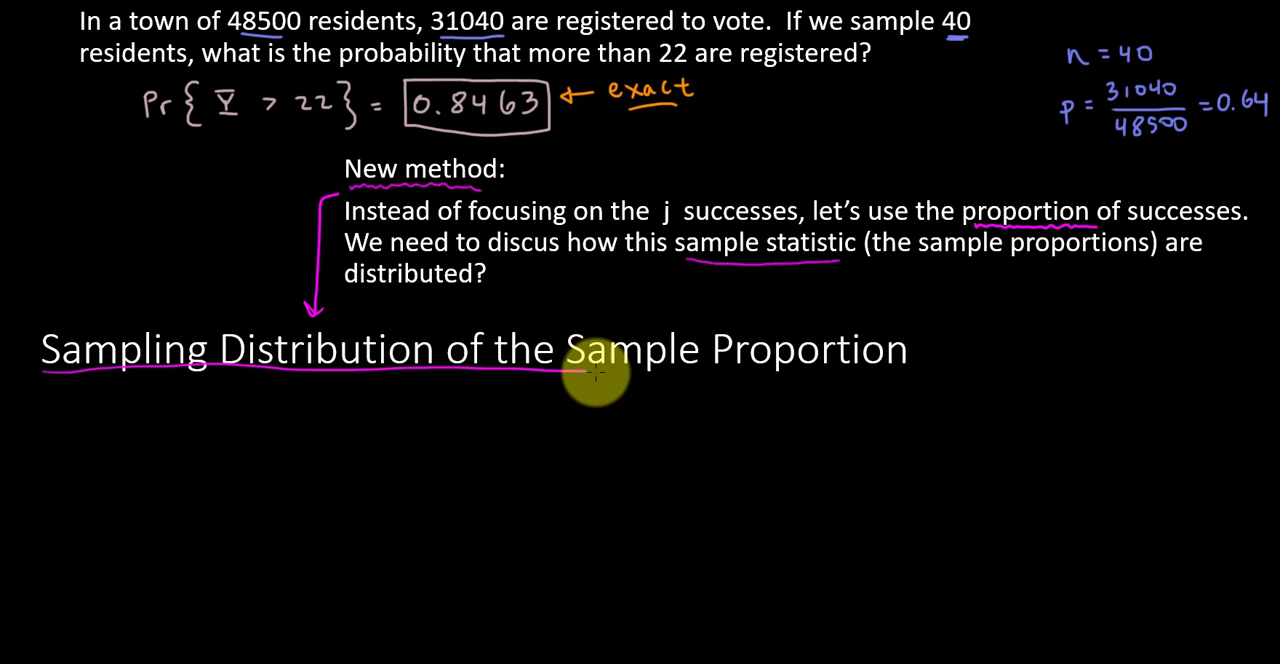 In a town of 48500 residents, 31040 are registered to vote. If we sample 40
residents, what is the probability that more than 22 are registered?
Pr{ Y > 22 } = 0.8463 ← exact
n = 40
p = 31040/48500 = 0.64
New method:
Instead of focusing on the j successes, let's use the proportion of successes.
We need to discus how this sample statistic (the sample proportions) are
distributed?
Sampling Distribution of the Sample Proportion